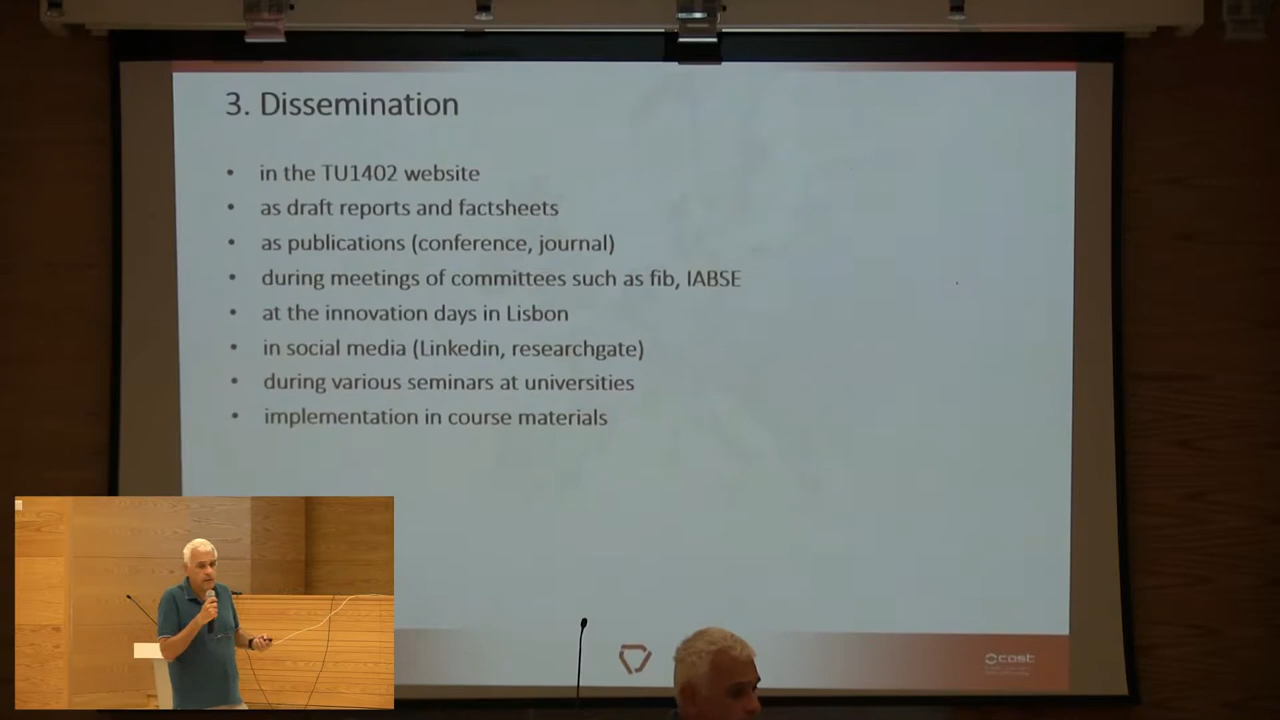 3. Dissemination
• in the TU1402 website
• as draft reports and factsheets
• as publications (conference, journal)
• during meetings of committees such as fib, IABSE
• at the innovation days in Lisbon
• in social media (Linkedin, researchgate)
• during various seminars at universities
• implementation in course materials
cost